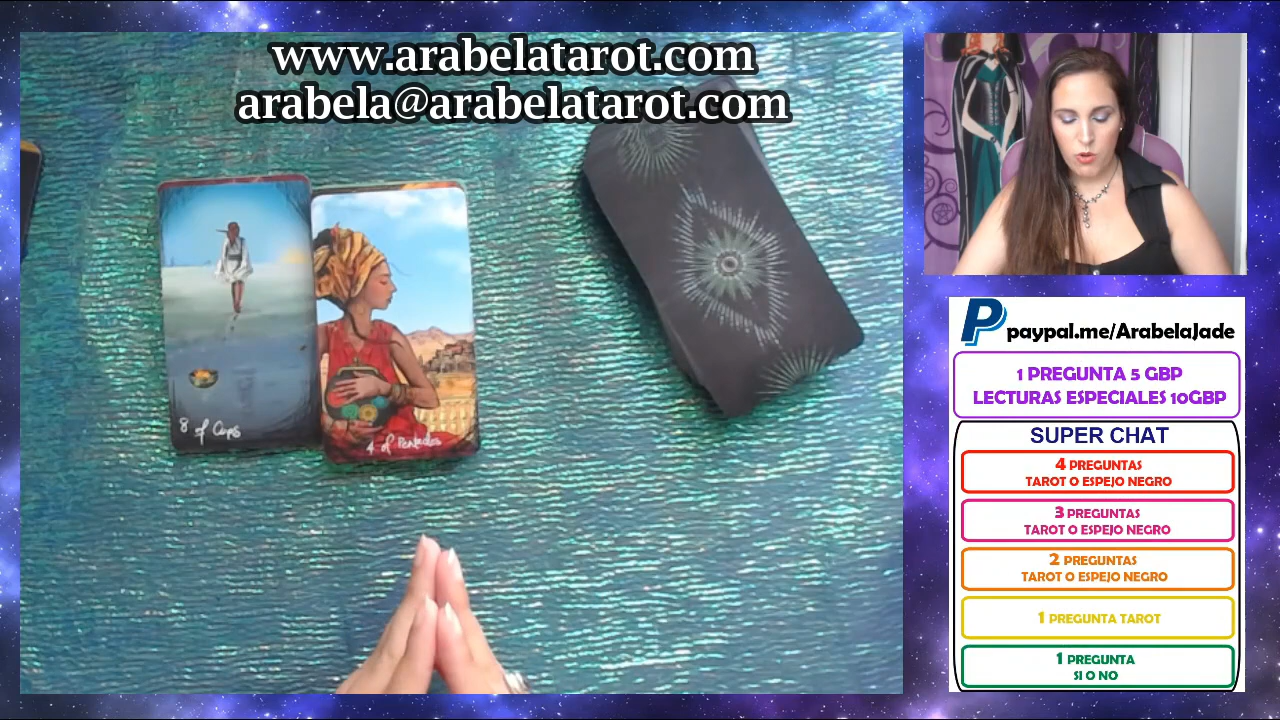 www.arabelatarot.com
arabela@arabelatarot.com
8 of Cups
4 of Pentacles
paypal.me/ArabelaJade
1 PREGUNTA 5 GBP
LECTURAS ESPECIALES 10GBP
SUPER CHAT
4 PREGUNTAS
TAROT O ESPEJO NEGRO
3 PREGUNTAS
TAROT O ESPEJO NEGRO
2 PREGUNTAS
TAROT O ESPEJO NEGRO
1 PREGUNTA TAROT
1 PREGUNTA
SI O NO